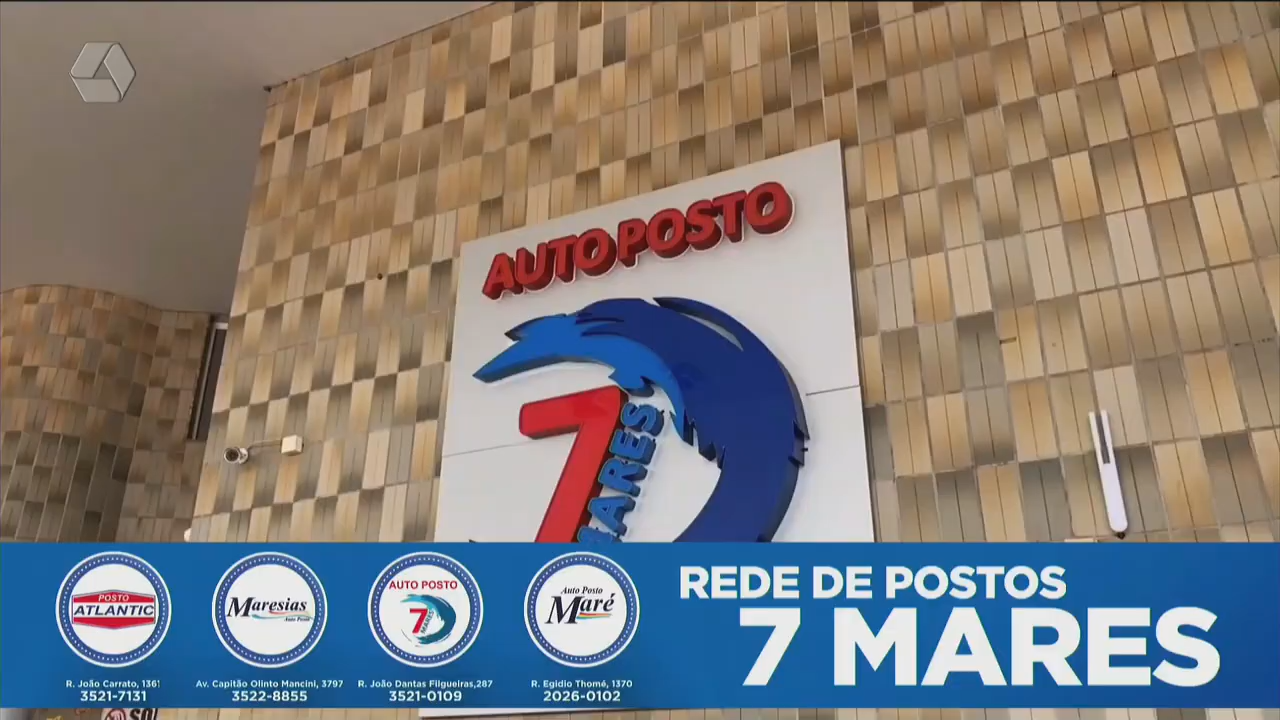 AUTO POSTO
7
MARES
POSTO
ATLANTIC
Maresias
Auto Posto
AUTO POSTO
7
MARES
Auto Posto
Maré
R. João Carrato, 1361
3521-7131
Av. Capitão Olinto Mancini, 3797
3522-8855
R. João Dantas Filgueiras,287
3521-0109
R. Egidio Thomé, 1370
2026-0102
REDE DE POSTOS
7 MARES